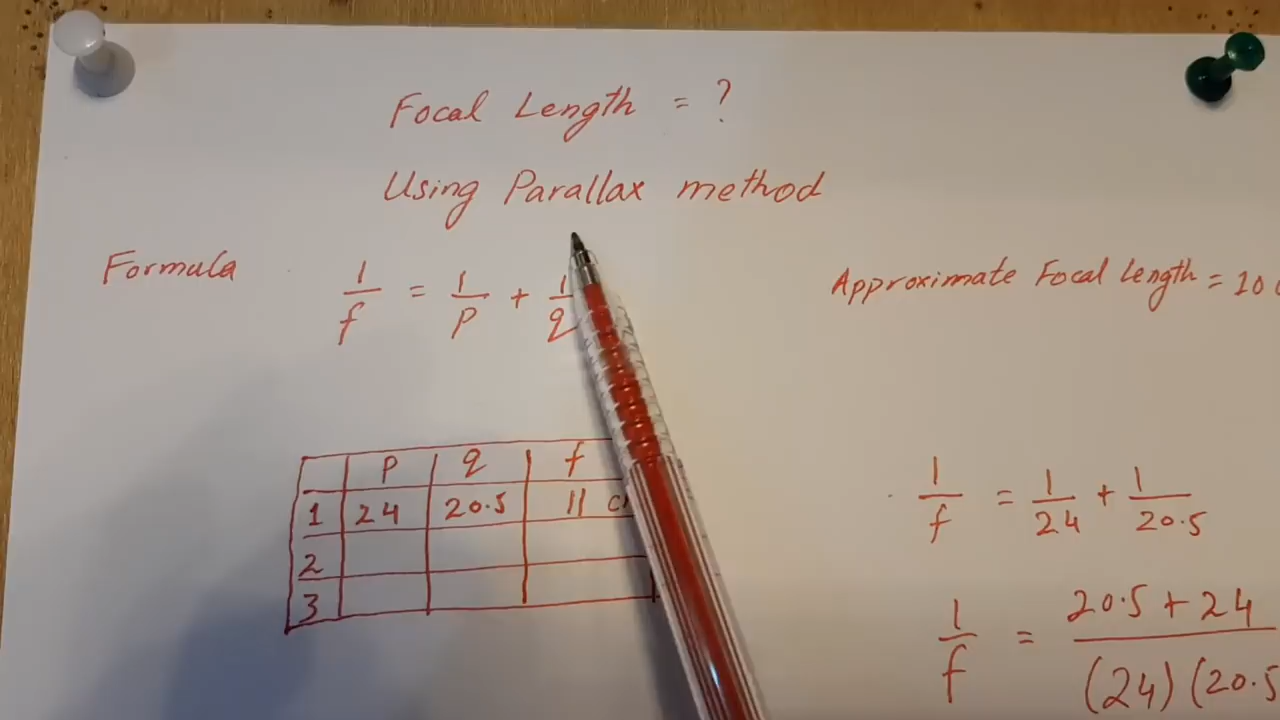 Focal Length = ?
Using Parallax method
Formula
1/f = 1/p + 1/q
Approximate Focal Length = 10
p q f
1 24 20.5 11
2
3
1/f = 1/24 + 1/20.5
1/f = 20.5 + 24 / (24) (20.5